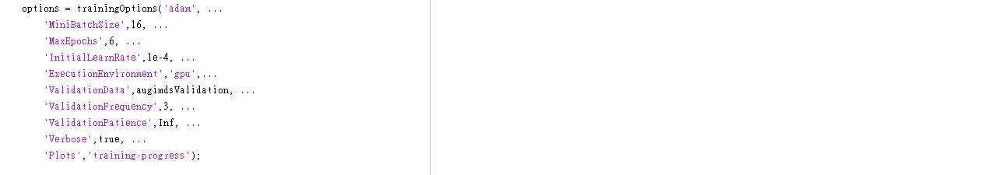 options = trainingOptions('adam', ...
'MiniBatchSize',16, ...
'MaxEpochs',6, ...
'InitialLearnRate',1e-4, ...
'ExecutionEnvironment','gpu',...
'ValidationData',augimdsValidation, ...
'ValidationFrequency',3, ...
'ValidationPatience',Inf, ...
'Verbose',true, ...
'Plots','training-progress');